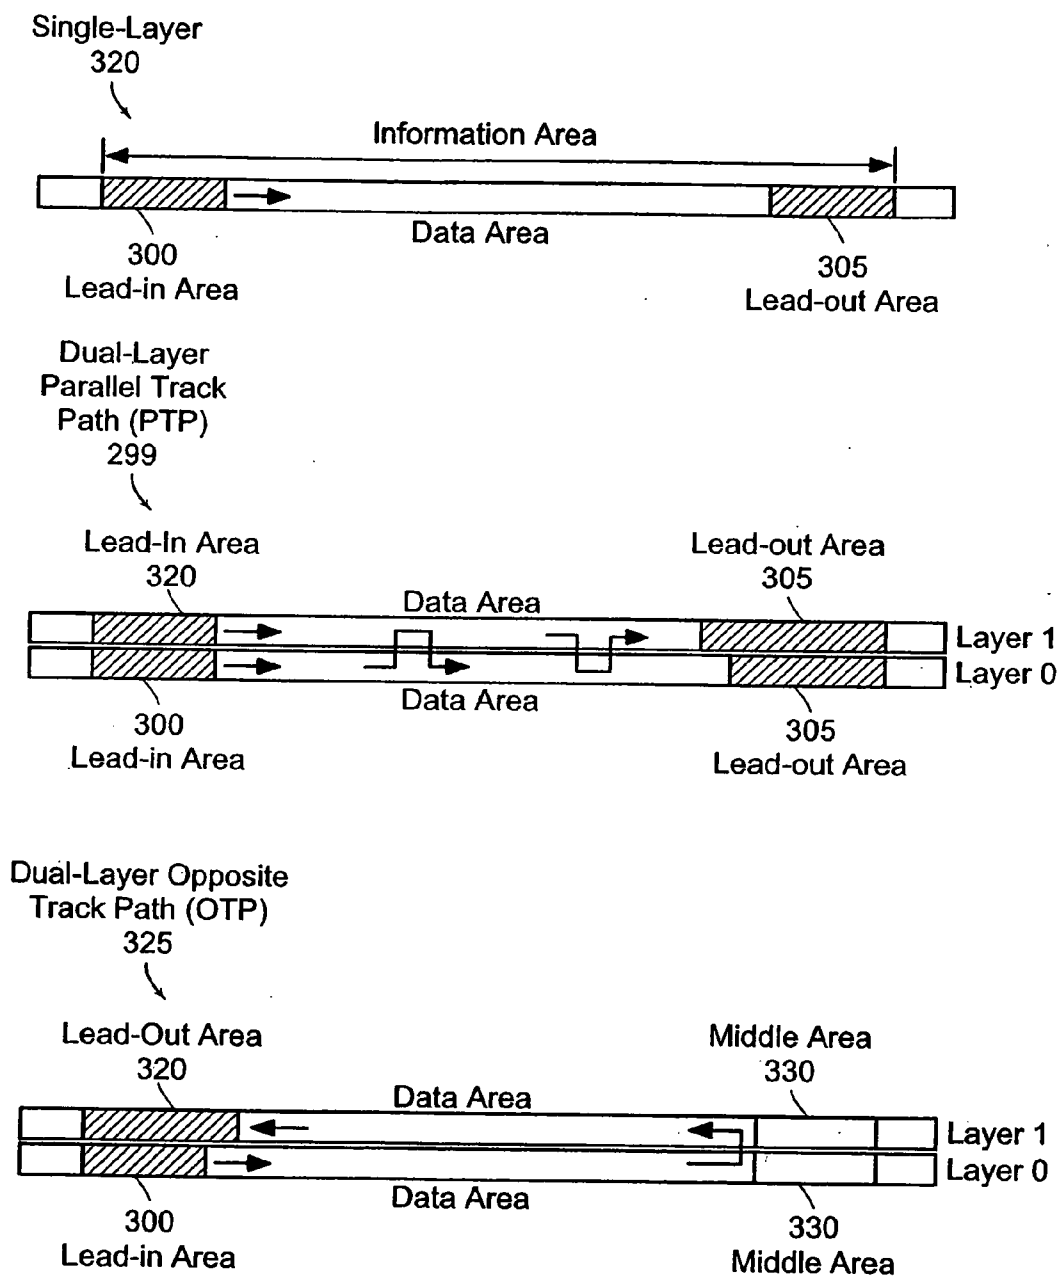 Single-Layer
320
Information Area
Data Area
300
Lead-in Area
305
Lead-out Area
Dual-Layer
Parallel Track
Path (PTP)
299
Lead-In Area
320
Lead-out Area
305
Data Area
Layer 1
Layer 0
Data Area
300
Lead-in Area
305
Lead-out Area
Dual-Layer Opposite
Track Path (OTP)
325
Lead-Out Area
320
Middle Area
330
Data Area
Layer 1
Layer 0
Data Area
300
Lead-in Area
330
Middle Area